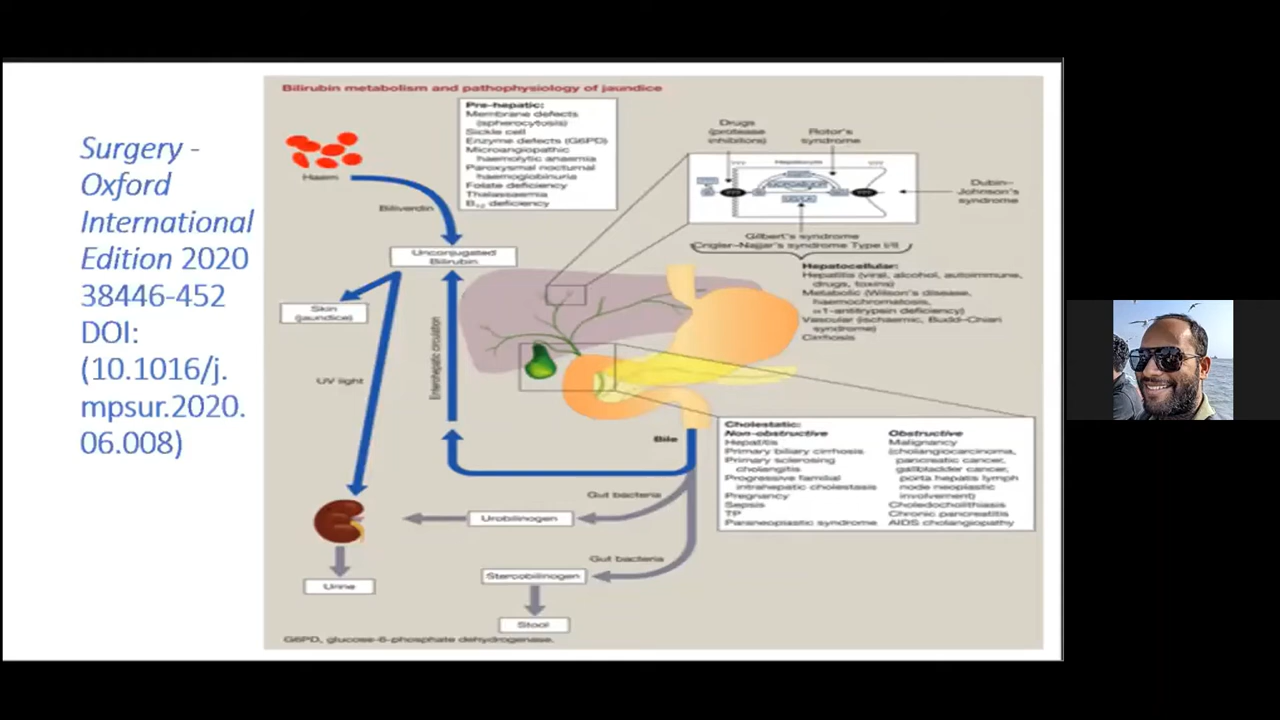 Surgery -
Oxford
International
Edition 2020
38446-452
DOI:
(10.1016/j.
mpsur.2020.
06.008)
Bilirubin metabolism and pathophysiology of jaundice
Haem
Biliverdin
Pre-hepatic:
Membrane defects
(spherocytosis)
Sickle cell
Enzyme defects (G6PD)
Microangiopathic
haemolytic anaemia
Paroxysmal nocturnal
haemoglobinuria
Folate deficiency
Thalassaemia
B12 deficiency
Drugs
(protease
inhibitors)
Rotor's
syndrome
Hepatocyte
Dubin-
Johnson's
syndrome
Gilbert's syndrome
Crigler-Najjar's syndrome Type I/II
Unconjugated
Bilirubin
Skin
(jaundice)
UV light
Enterohepatic circulation
Hepatocellular:
Hepatitis (viral, alcohol, autoimmune,
drugs, toxins)
Metabolic (Wilson's disease,
haemochromatosis,
α1-antitrypsin deficiency)
Vascular (ischaemic, Budd-Chiari
syndrome)
Cirrhosis
Bile
Cholestatic:
Non-obstructive
Hepatitis
Primary biliary cirrhosis
Primary sclerosing
cholangitis
Progressive familial
intrahepatic cholestasis
Pregnancy
Sepsis
TP
Paraneoplastic syndrome
Obstructive
Malignancy
(cholangiocarcinoma,
pancreatic cancer,
gallbladder cancer,
porta hepatis lymph
node neoplastic
involvement)
Choledocholithiasis
Chronic pancreatitis
AIDS cholangiopathy
Gut bacteria
Urobilinogen
Gut bacteria
Stercobilinogen
Urine
Stool
G6PD, glucose-6-phosphate dehydrogenase.